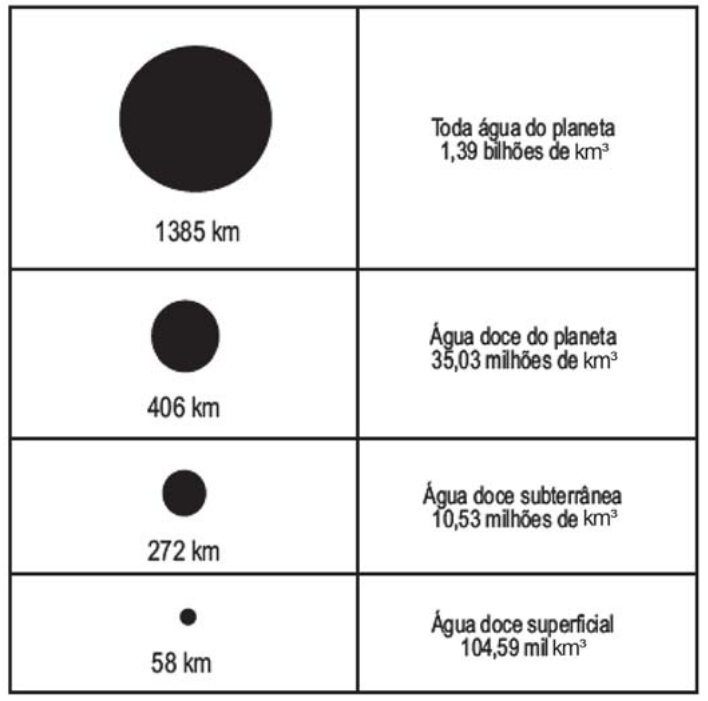 1385 km
Toda água do planeta
1,39 bilhões de km³
406 km
Água doce do planeta
35,03 milhões de km³
272 km
Água doce subterrânea
10,53 milhões de km³
58 km
Água doce superficial
104,59 mil km³